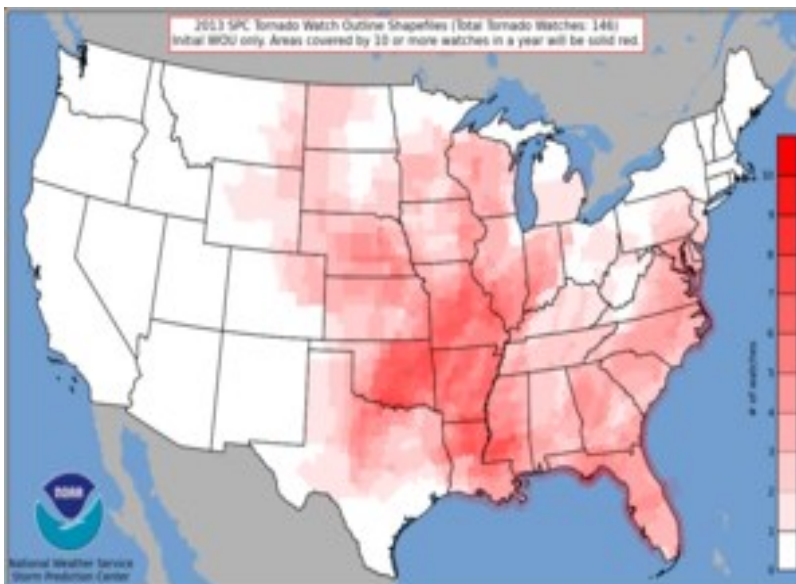 2013 SPC Tornado Watch Outline Shapefiles (Total Tornado Watches: 146)
Initial WOU only. Areas covered by 10 or more watches in a year will be solid red.
10
9
8
7
6
5
4
3
2
1
0
# of watches
NOAA
National Weather Service
Storm Prediction Center